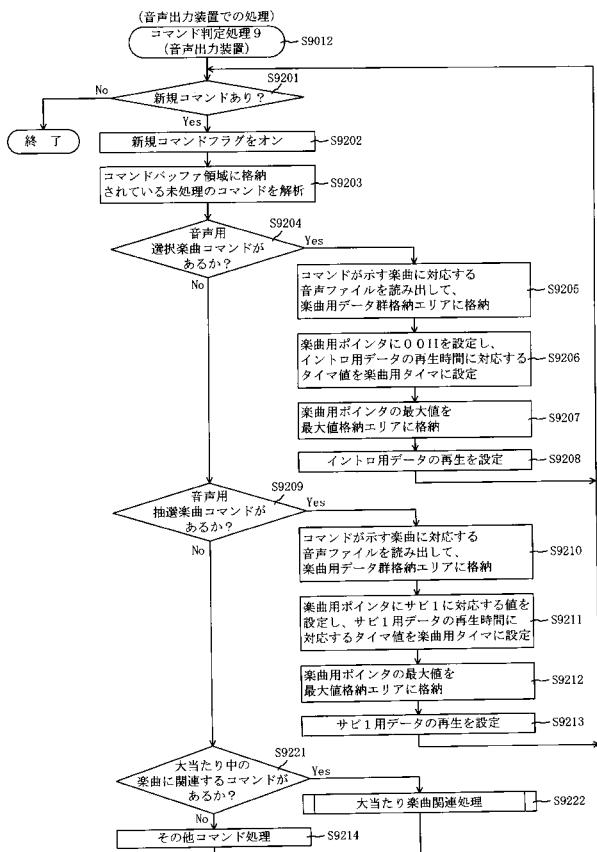 (音声出力装置での処理)
コマンド判定処理9
(音声出力装置)
S9012
S9201
新規コマンドあり?
No
Yes
終 了
新規コマンドフラグをオン
S9202
コマンドバッファ領域に格納
されている未処理のコマンドを解析
S9203
S9204
音声用
選択楽曲コマンドが
あるか?
Yes
No
コマンドが示す楽曲に対応する
音声ファイルを読み出して、
楽曲用データ群格納エリアに格納
S9205
楽曲用ポインタに00Hを設定し、
イントロ用データの再生時間に対応する
タイマ値を楽曲用タイマに設定
S9206
楽曲用ポインタの最大値を
最大値格納エリアに格納
S9207
イントロ用データの再生を設定
S9208
S9209
音声用
抽選楽曲コマンドが
あるか?
Yes
No
コマンドが示す楽曲に対応する
音声ファイルを読み出して、
楽曲用データ群格納エリアに格納
S9210
楽曲用ポインタにサビ1に対応する値を
設定し、サビ1用データの再生時間に
対応するタイマ値を楽曲用タイマに設定
S9211
楽曲用ポインタの最大値を
最大値格納エリアに格納
S9212
サビ1用データの再生を設定
S9213
S9221
大当たり中の
楽曲に関連するコマンドが
あるか?
Yes
No
大当たり楽曲関連処理
S9222
その他コマンド処理
S9214